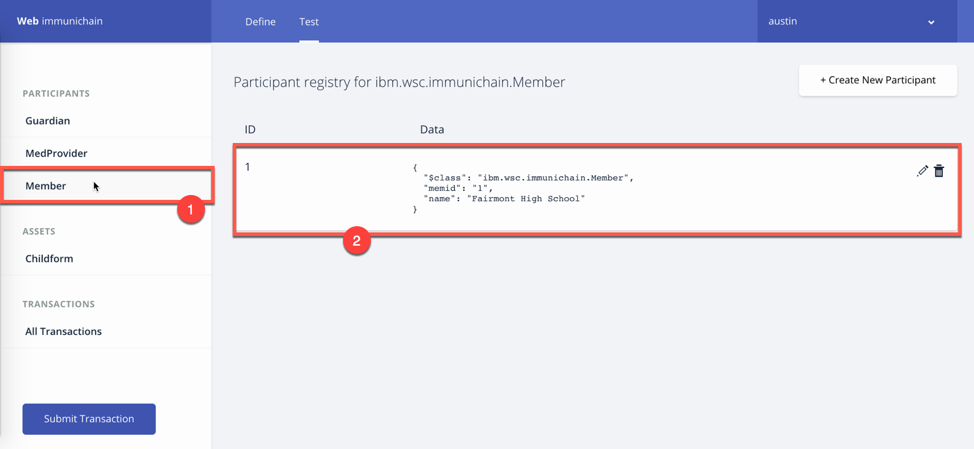 Web immunichain
Define
Test
austin
PARTICIPANTS
Guardian
MedProvider
Member
1
ASSETS
Childform
TRANSACTIONS
All Transactions
Submit Transaction
Participant registry for ibm.wsc.immunichain.Member
+ Create New Participant
ID
Data
1
{
"$class": "ibm.wsc.immunichain.Member",
"memid": "1",
"name": "Fairmont High School"
}
2